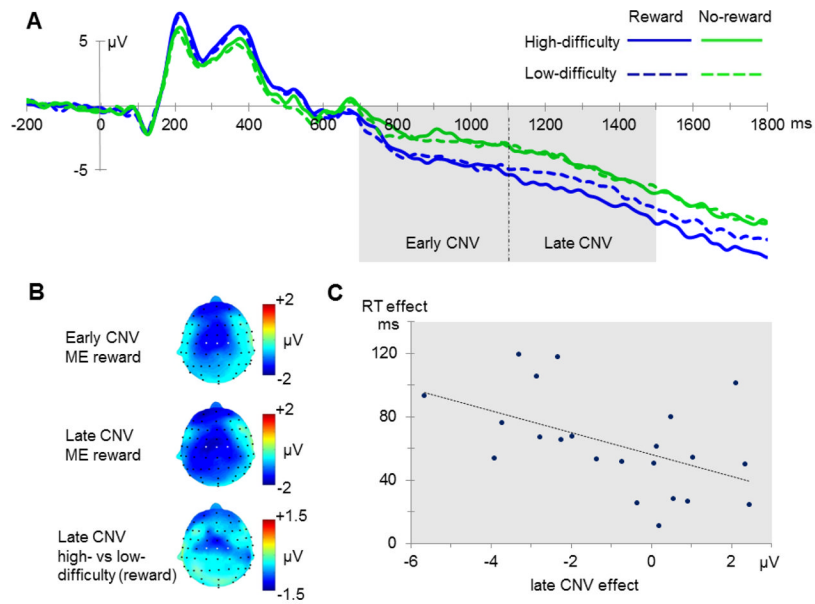 A
µV
Reward
No-reward
High-difficulty
Low-difficulty
5
-200
0
200
400
600
800
1000
1200
1400
1600
1800 ms
-5
Early CNV
Late CNV
B
Early CNV
ME reward
+2
µV
-2
Late CNV
ME reward
+2
µV
-2
Late CNV
high- vs low-
difficulty (reward)
+1.5
µV
-1.5
C
RT effect
ms
120
80
40
0
-6
-4
-2
0
2
µV
late CNV effect